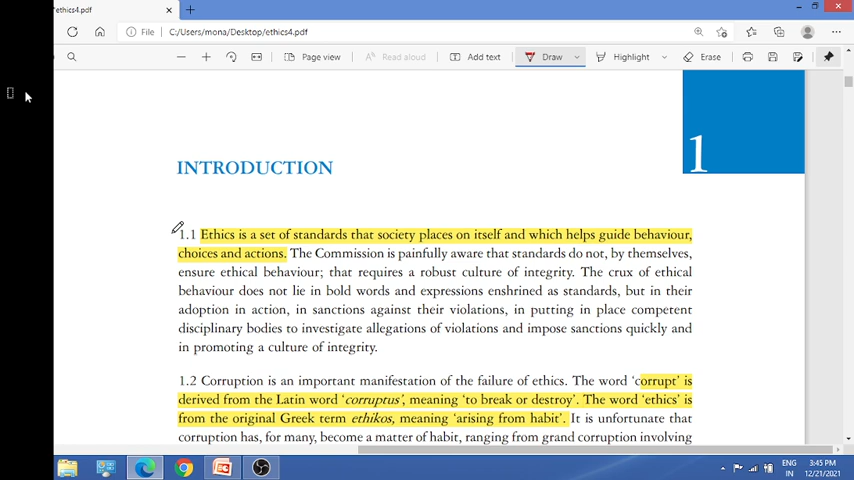 ethics4.pdf
File
C:/Users/mona/Desktop/ethics4.pdf
Page view
Read aloud
Add text
Draw
Highlight
Erase
1
INTRODUCTION
1.1 Ethics is a set of standards that society places on itself and which helps guide behaviour,
choices and actions. The Commission is painfully aware that standards do not, by themselves,
ensure ethical behaviour; that requires a robust culture of integrity. The crux of ethical
behaviour does not lie in bold words and expressions enshrined as standards, but in their
adoption in action, in sanctions against their violations, in putting in place competent
disciplinary bodies to investigate allegations of violations and impose sanctions quickly and
in promoting a culture of integrity.
1.2 Corruption is an important manifestation of the failure of ethics. The word ‘corrupt’ is
derived from the Latin word ‘corruptus’, meaning ‘to break or destroy’. The word ‘ethics’ is
from the original Greek term ethikos, meaning ‘arising from habit’. It is unfortunate that
corruption has, for many, become a matter of habit, ranging from grand corruption involving
ENG
IN
3:45 PM
12/21/2021